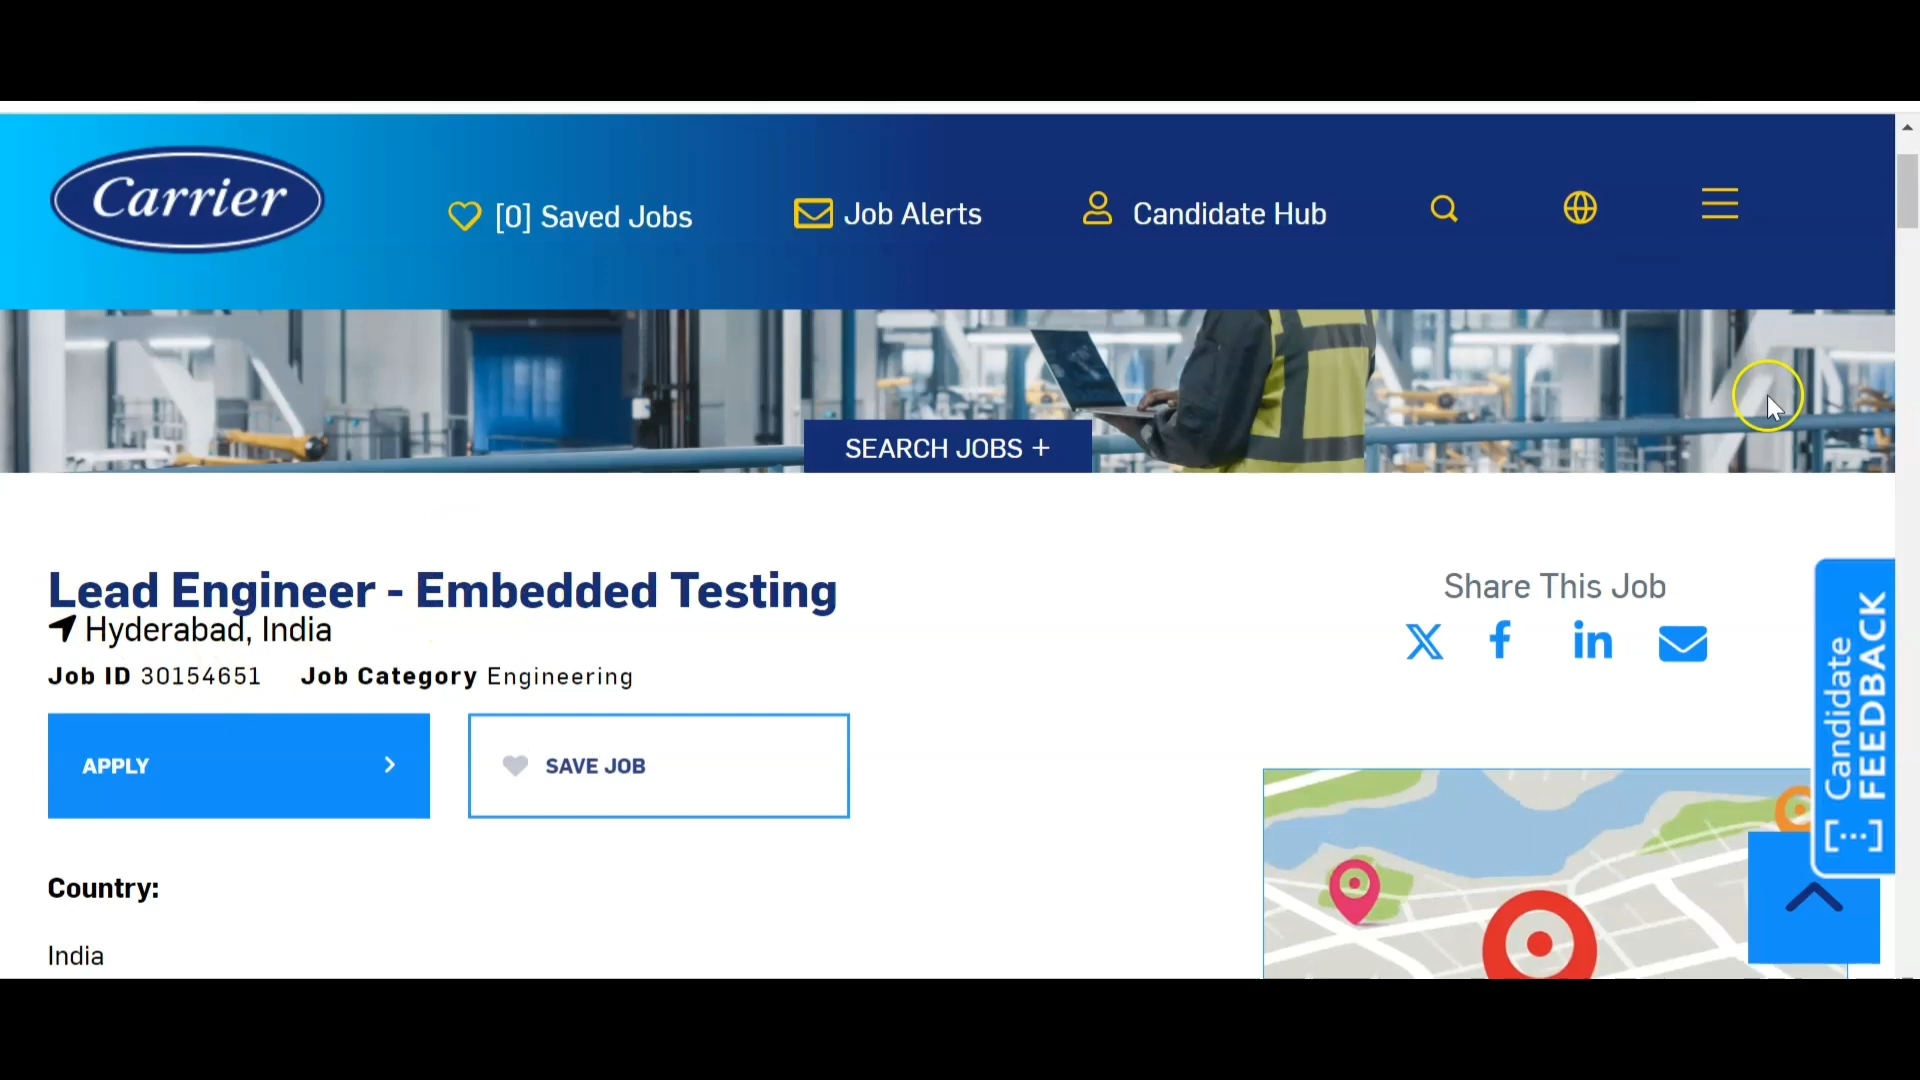 Carrier
[0] Saved Jobs
Job Alerts
Candidate Hub
SEARCH JOBS +
Lead Engineer - Embedded Testing
Hyderabad, India
Job ID 30154651 Job Category Engineering
APPLY
SAVE JOB
Country:
India
Share This Job
Candidate
FEEDBACK